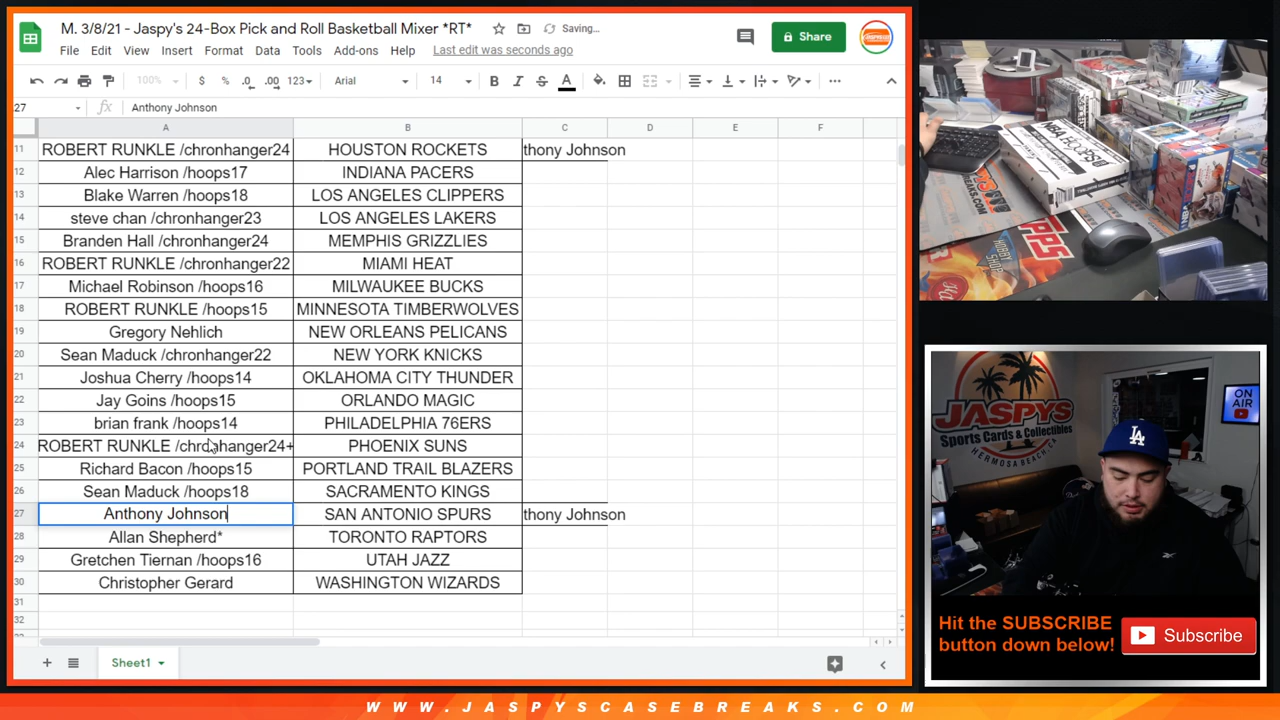 M. 3/8/21 - Jaspy's 24-Box Pick and Roll Basketball Mixer *RT* Saving...
File Edit View Insert Format Data Tools Add-ons Help Last edit was seconds ago
Share
100% $ % .0 .00 123 Arial 14 B I S A
27 fx Anthony Johnson
A B C D E F
11 ROBERT RUNKLE /chronhanger24 HOUSTON ROCKETS thony Johnson
12 Alec Harrison /hoops17 INDIANA PACERS
13 Blake Warren /hoops18 LOS ANGELES CLIPPERS
14 steve chan /chronhanger23 LOS ANGELES LAKERS
15 Branden Hall /chronhanger24 MEMPHIS GRIZZLIES
16 ROBERT RUNKLE /chronhanger22 MIAMI HEAT
17 Michael Robinson /hoops16 MILWAUKEE BUCKS
18 ROBERT RUNKLE /hoops15 MINNESOTA TIMBERWOLVES
19 Gregory Nehlich NEW ORLEANS PELICANS
20 Sean Maduck /chronhanger22 NEW YORK KNICKS
21 Joshua Cherry /hoops14 OKLAHOMA CITY THUNDER
22 Jay Goins /hoops15 ORLANDO MAGIC
23 brian frank /hoops14 PHILADELPHIA 76ERS
24 ROBERT RUNKLE /chronhanger24+ PHOENIX SUNS
25 Richard Bacon /hoops15 PORTLAND TRAIL BLAZERS
26 Sean Maduck /hoops18 SACRAMENTO KINGS
27 Anthony Johnson SAN ANTONIO SPURS thony Johnson
28 Allan Shepherd* TORONTO RAPTORS
29 Gretchen Tiernan /hoops16 UTAH JAZZ
30 Christopher Gerard WASHINGTON WIZARDS
31
32
Sheet1
NBA HOOPS
TOPPS
HOBBY
SHOP
JASPYS
Sports Cards & Collectibles
HERMOSA BEACH, CA
ON AIR
LA
Hit the SUBSCRIBE
button down below!
Subscribe
WWW.JASPYSCASEBREAKS.COM